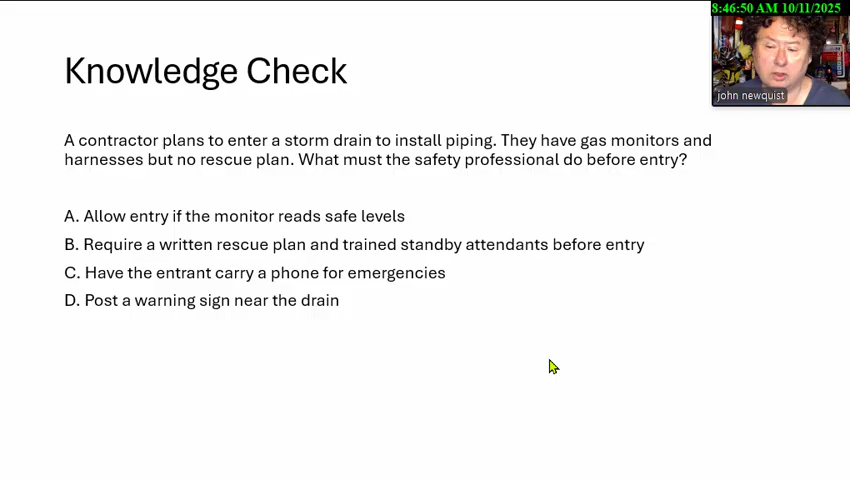 8:46:50 AM 10/11/2025
john newquist
Knowledge Check
A contractor plans to enter a storm drain to install piping. They have gas monitors and
harnesses but no rescue plan. What must the safety professional do before entry?
A. Allow entry if the monitor reads safe levels
B. Require a written rescue plan and trained standby attendants before entry
C. Have the entrant carry a phone for emergencies
D. Post a warning sign near the drain